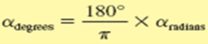 α_degrees = 180°/π × α_radians